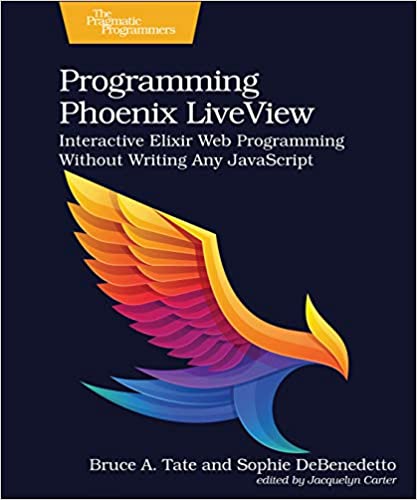 The
Pragmatic
Programmers
Programming
Phoenix LiveView
Interactive Elixir Web Programming
Without Writing Any JavaScript
Bruce A. Tate and Sophie DeBenedetto
edited by Jacquelyn Carter